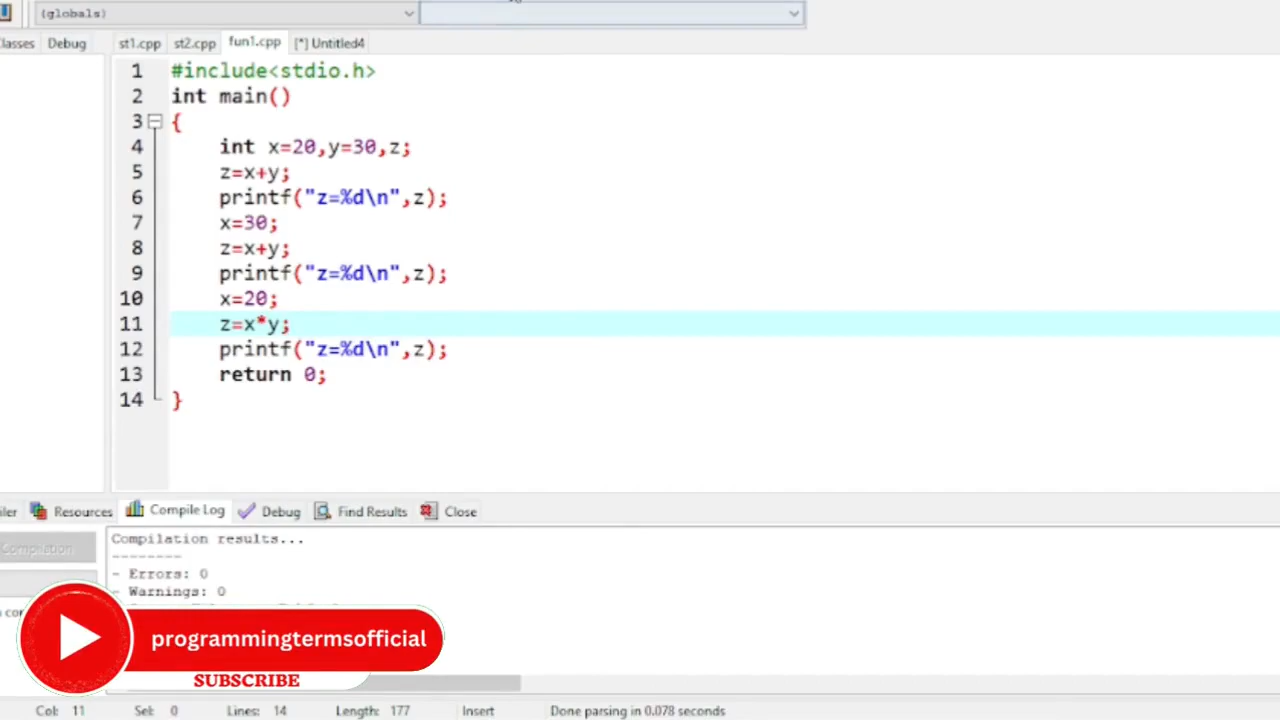 (globals)
Classes Debug st1.cpp st2.cpp fun1.cpp [*] Untitled4
1 #include<stdio.h>
2 int main()
3 {
4 int x=20,y=30,z;
5 z=x+y;
6 printf("z=%d\n",z);
7 x=30;
8 z=x+y;
9 printf("z=%d\n",z);
10 x=20;
11 z=x*y;
12 printf("z=%d\n",z);
13 return 0;
14 }
Resources Compile Log Debug Find Results Close
Compilation
Compilation results...
--------
- Errors: 0
- Warnings: 0
programmingtermsofficial
SUBSCRIBE
Col: 11 Sel: 0 Lines: 14 Length: 177 Insert Done parsing in 0.078 seconds